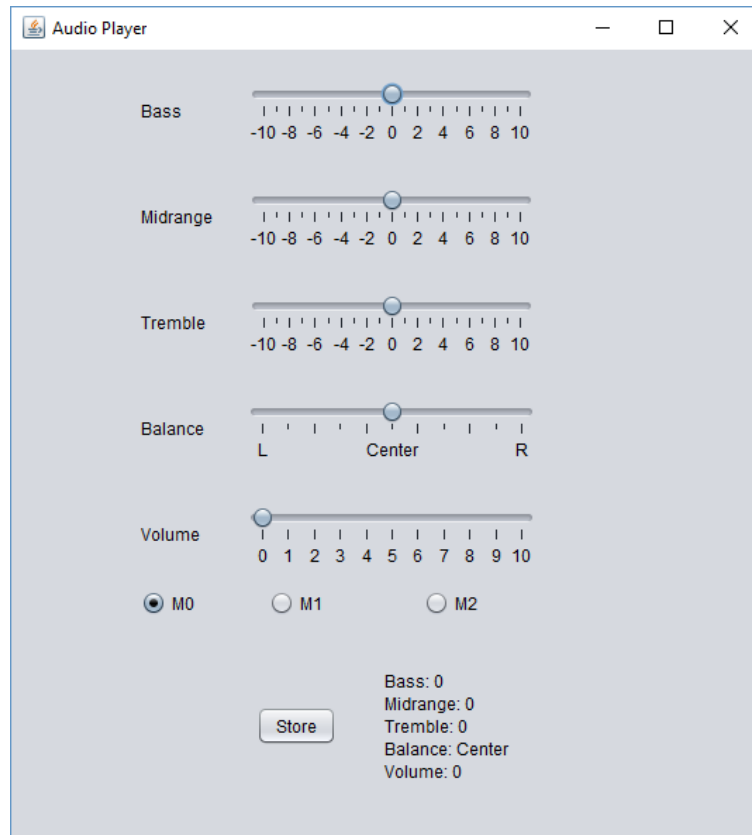 Audio Player
Bass
-10 -8 -6 -4 -2 0 2 4 6 8 10
Midrange
-10 -8 -6 -4 -2 0 2 4 6 8 10
Tremble
-10 -8 -6 -4 -2 0 2 4 6 8 10
Balance
L Center R
Volume
0 1 2 3 4 5 6 7 8 9 10
M0 M1 M2
Store
Bass: 0
Midrange: 0
Tremble: 0
Balance: Center
Volume: 0